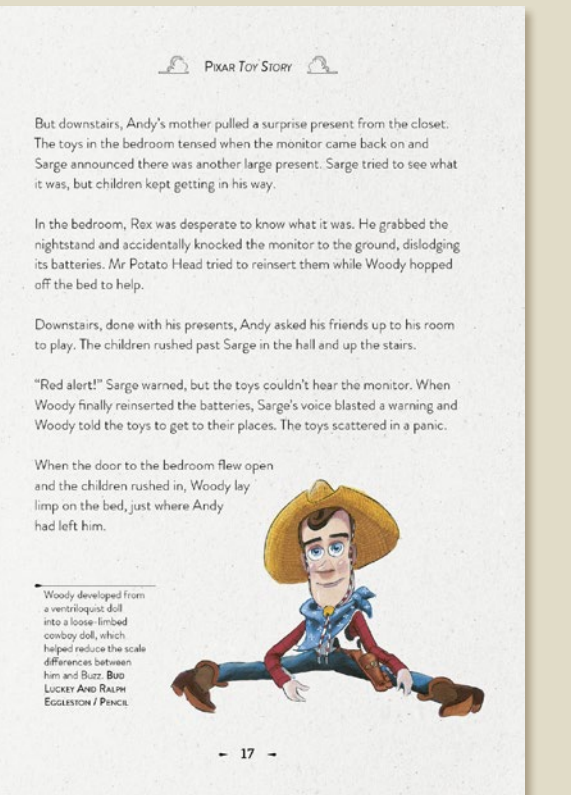 PIXAR TOY STORY
But downstairs, Andy's mother pulled a surprise present from the closet.
The toys in the bedroom tensed when the monitor came back on and
Sarge announced there was another large present. Sarge tried to see what
it was, but children kept getting in his way.
In the bedroom, Rex was desperate to know what it was. He grabbed the
nightstand and accidentally knocked the monitor to the ground, dislodging
its batteries. Mr Potato Head tried to reinsert them while Woody hopped
off the bed to help.
Downstairs, done with his presents, Andy asked his friends up to his room
to play. The children rushed past Sarge in the hall and up the stairs.
"Red alert!" Sarge warned, but the toys couldn't hear the monitor. When
Woody finally reinserted the batteries, Sarge's voice blasted a warning and
Woody told the toys to get to their places. The toys scattered in a panic.
When the door to the bedroom flew open
and the children rushed in, Woody lay
limp on the bed, just where Andy
had left him.
Woody developed from
a ventriloquist doll
into a loose-limbed
cowboy doll, which
helped reduce the scale
differences between
him and Buzz. BUD
LUCKEY AND RALPH
EGGLESTON / PENCIL
17